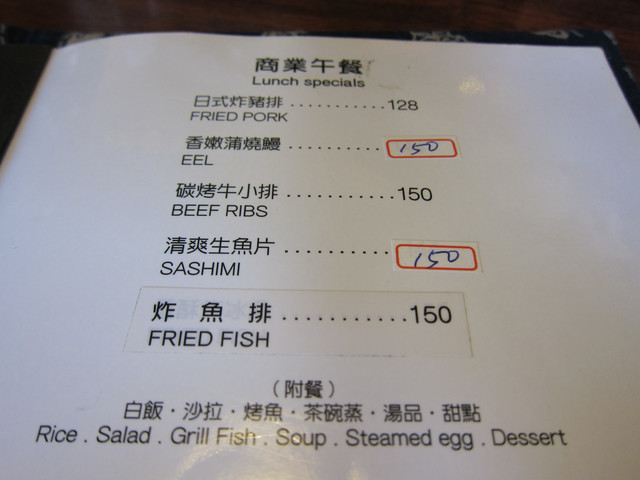 商業午餐
Lunch specials
日式炸豬排...........128
FRIED PORK
香嫩蒲燒鰻.......... 150
EEL
碳烤牛小排...........150
BEEF RIBS
清爽生魚片.......... 150
SASHIMI
炸魚排...........150
FRIED FISH
（附餐）
白飯・沙拉・烤魚・茶碗蒸・湯品・甜點
Rice . Salad . Grill Fish . Soup . Steamed egg . Dessert